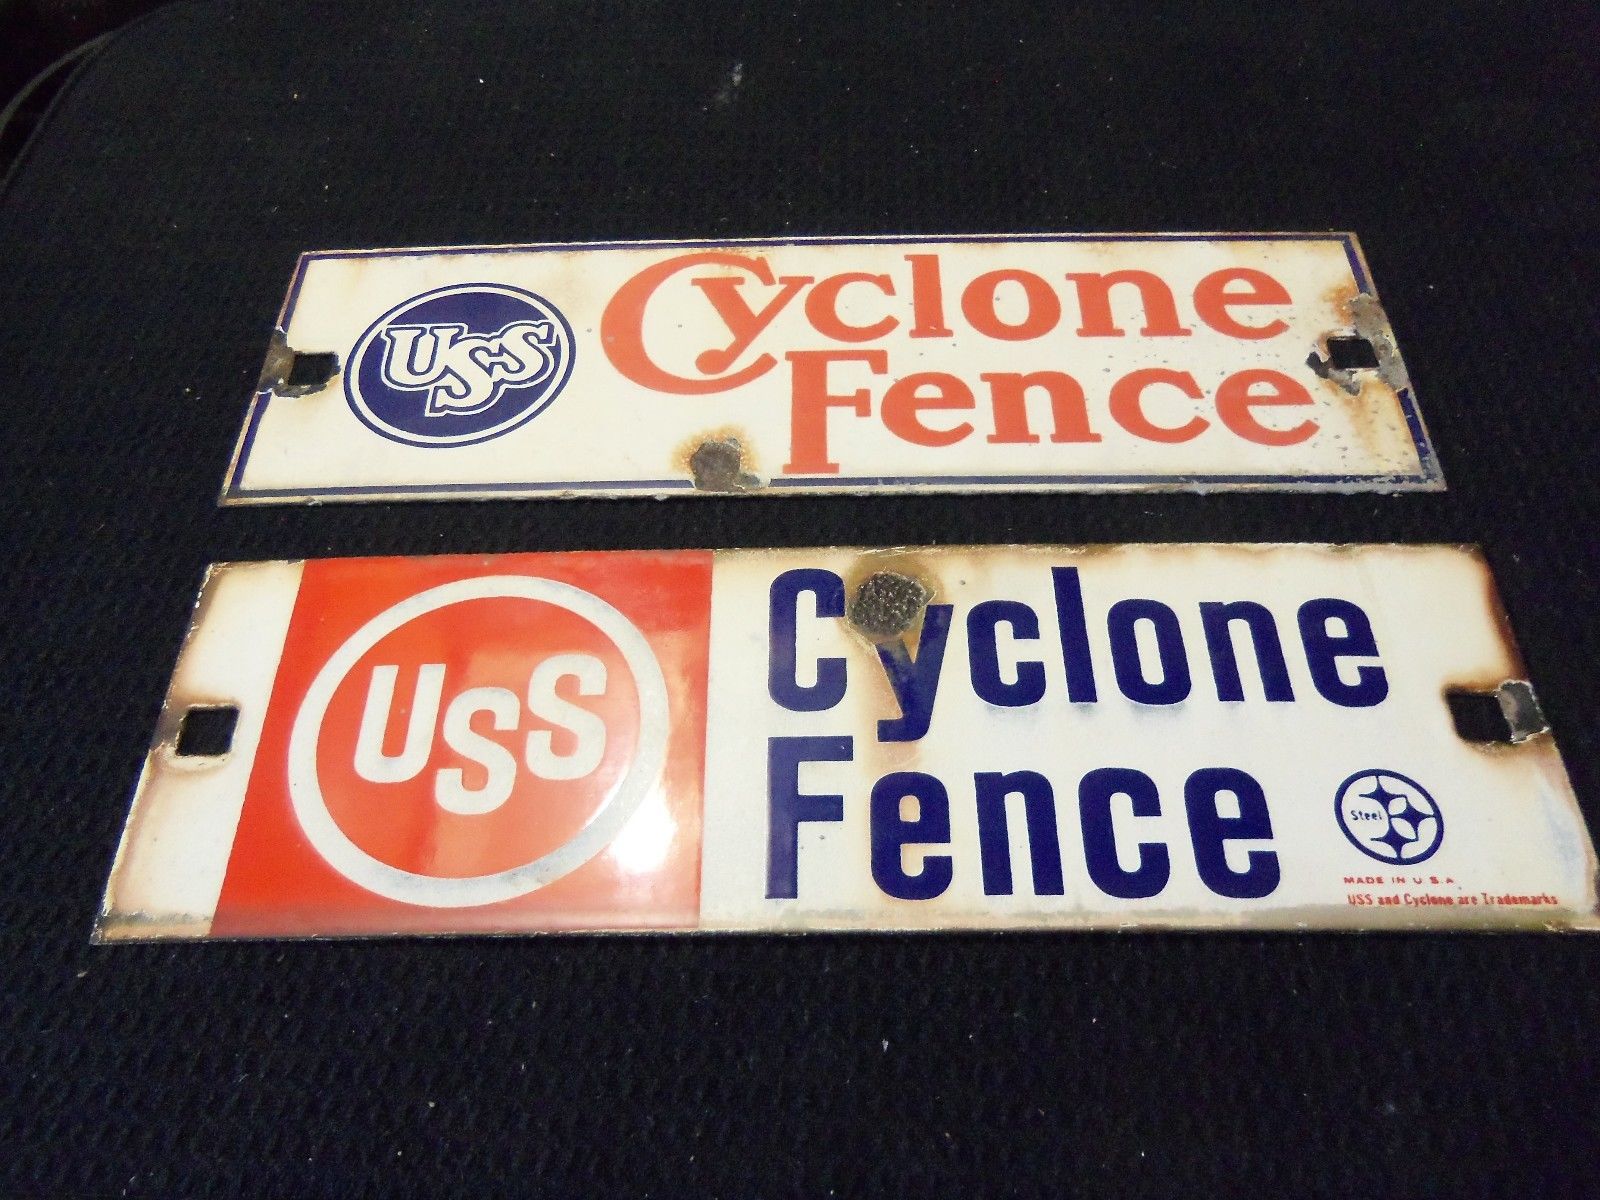 USS
Cyclone
Fence
USS
Cyclone
Fence
Steel
MADE IN U.S.A.
USS and Cyclone are Trademarks